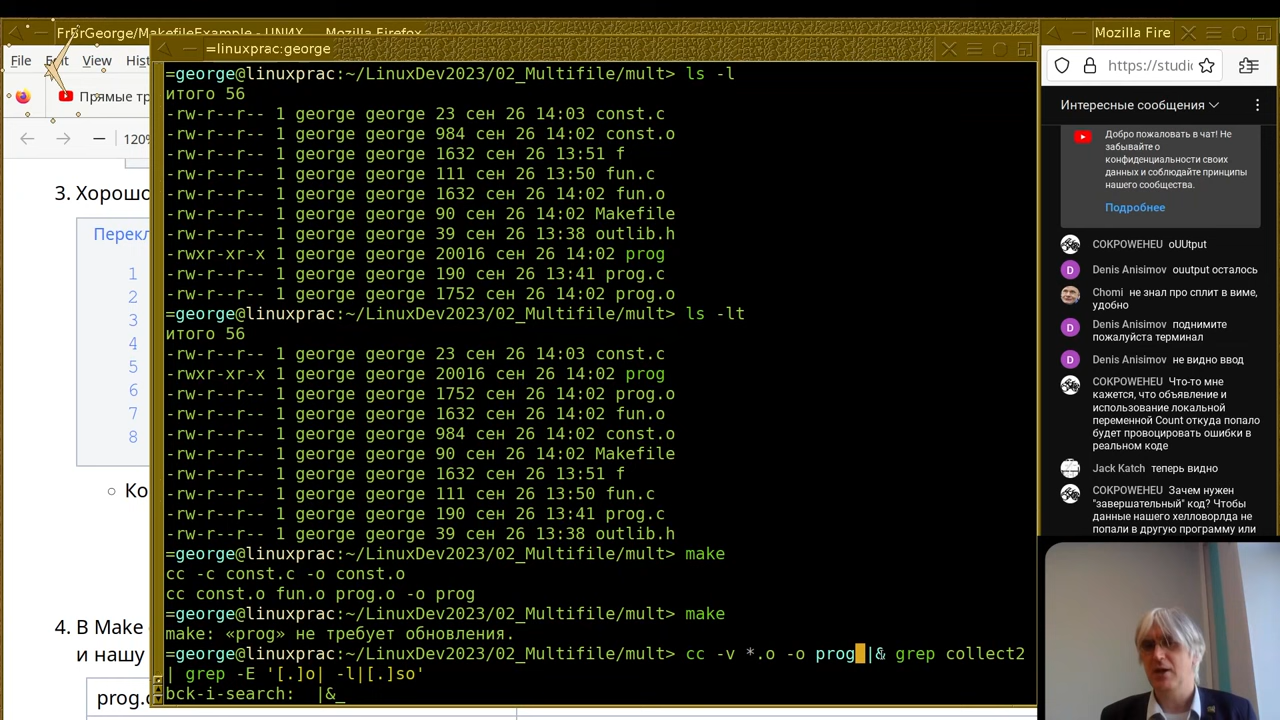 FrBrGeorge/MakefileExample - UNИX — Mozilla Firefox
File Edit View Hist
Прямые тр
120%
3. Хорошо
Перекл
1
2
3
4
5
6
7
8
Ко
4. В Make
и нашу
prog.c
=linuxprac:george
=george@linuxprac:~/LinuxDev2023/02_Multifile/mult> ls -l
итого 56
-rw-r--r-- 1 george george 23 сен 26 14:03 const.c
-rw-r--r-- 1 george george 984 сен 26 14:02 const.o
-rw-r--r-- 1 george george 1632 сен 26 13:51 f
-rw-r--r-- 1 george george 111 сен 26 13:50 fun.c
-rw-r--r-- 1 george george 1632 сен 26 14:02 fun.o
-rw-r--r-- 1 george george 90 сен 26 14:02 Makefile
-rw-r--r-- 1 george george 39 сен 26 13:38 outlib.h
-rwxr-xr-x 1 george george 20016 сен 26 14:02 prog
-rw-r--r-- 1 george george 190 сен 26 13:41 prog.c
-rw-r--r-- 1 george george 1752 сен 26 14:02 prog.o
=george@linuxprac:~/LinuxDev2023/02_Multifile/mult> ls -lt
итого 56
-rw-r--r-- 1 george george 23 сен 26 14:03 const.c
-rwxr-xr-x 1 george george 20016 сен 26 14:02 prog
-rw-r--r-- 1 george george 1752 сен 26 14:02 prog.o
-rw-r--r-- 1 george george 1632 сен 26 14:02 fun.o
-rw-r--r-- 1 george george 984 сен 26 14:02 const.o
-rw-r--r-- 1 george george 90 сен 26 14:02 Makefile
-rw-r--r-- 1 george george 1632 сен 26 13:51 f
-rw-r--r-- 1 george george 111 сен 26 13:50 fun.c
-rw-r--r-- 1 george george 190 сен 26 13:41 prog.c
-rw-r--r-- 1 george george 39 сен 26 13:38 outlib.h
=george@linuxprac:~/LinuxDev2023/02_Multifile/mult> make
cc -c const.c -o const.o
cc const.o fun.o prog.o -o prog
=george@linuxprac:~/LinuxDev2023/02_Multifile/mult> make
make: «prog» не требует обновления.
=george@linuxprac:~/LinuxDev2023/02_Multifile/mult> cc -v *.o -o prog |& grep collect2
| grep -E '[.]o| -l|[.]so'
bck-i-search: |&_
Mozilla Fire
https://studio
Интересные сообщения
Добро пожаловать в чат! Не
забывайте о
конфиденциальности своих
данных и соблюдайте принципы
нашего сообщества.
Подробнее
COKPOWEHEU oUUtput
D Denis Anisimov ouutput осталось
Chomi не знал про сплит в виме,
удобно
D Denis Anisimov поднимите
пожалуйста терминал
D Denis Anisimov не видно ввод
COKPOWEHEU Что-то мне
кажется, что объявление и
использование локальной
переменной Count откуда попало
будет провоцировать ошибки в
реальном коде
Jack Katch теперь видно
COKPOWEHEU Зачем нужен
"завершательный" код? Чтобы
данные нашего хелловорлда не
попали в другую программу или